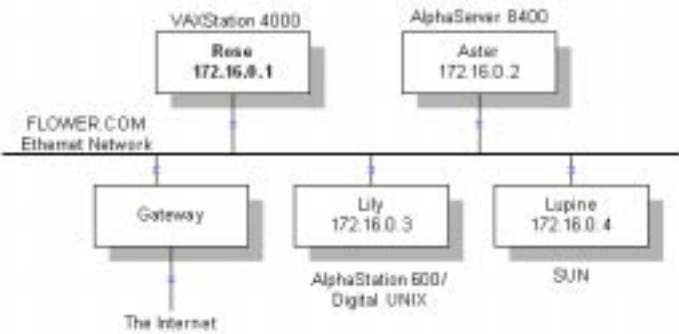 VAXStation 4000
AlphaServer 8400
Rose
172.16.0.1
Aster
172.16.0.2
FLOWER.COM
Ethernet Network
Gateway
Lily
172.16.0.3
Lupine
172.16.0.4
AlphaStation 600/
Digital UNIX
SUN
The Internet